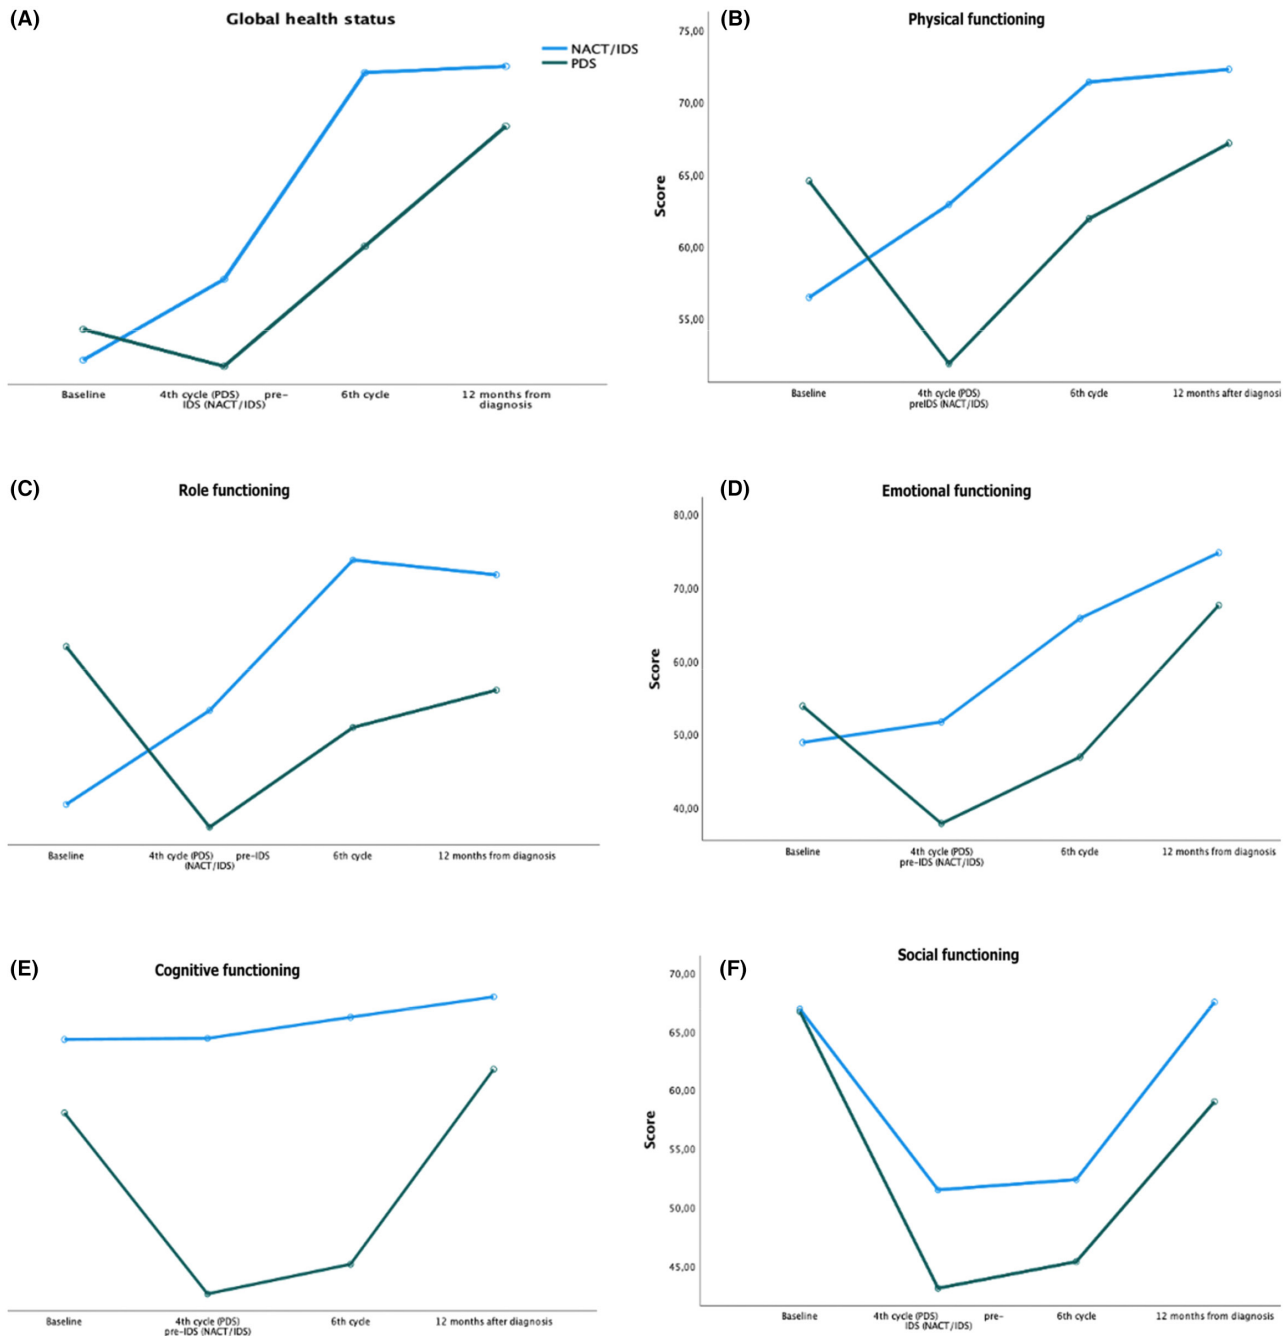 (A)
Global health status
NACT/IDS
PDS
Baseline
4th cycle (PDS) pre-
IDS (NACT/IDS)
6th cycle
12 months from
diagnosis
(B)
Physical functioning
75,00
70,00
65,00
60,00
55,00
Score
Baseline
4th cycle (PDS)
preIDS (NACT/IDS)
6th cycle
12 months after diagnosi
(C)
Role functioning
Baseline
4th cycle (PDS) pre-IDS
(NACT/IDS)
6th cycle
12 months from diagnosis
(D)
Emotional functioning
80,00
70,00
60,00
50,00
40,00
Score
Baseline
4th cycle (PDS)
pre-IDS (NACT/IDS)
6th cycle
12 months from diagnosis
(E)
Cognitive functioning
Baseline
4th cycle (PDS)
pre-IDS (NACT/IDS)
6th cycle
12 months after diagnosis
(F)
Social functioning
70,00
65,00
60,00
55,00
50,00
45,00
Score
Baseline
4th cycle (PDS) pre-
IDS (NACT/IDS)
6th cycle
12 months from diagnosis